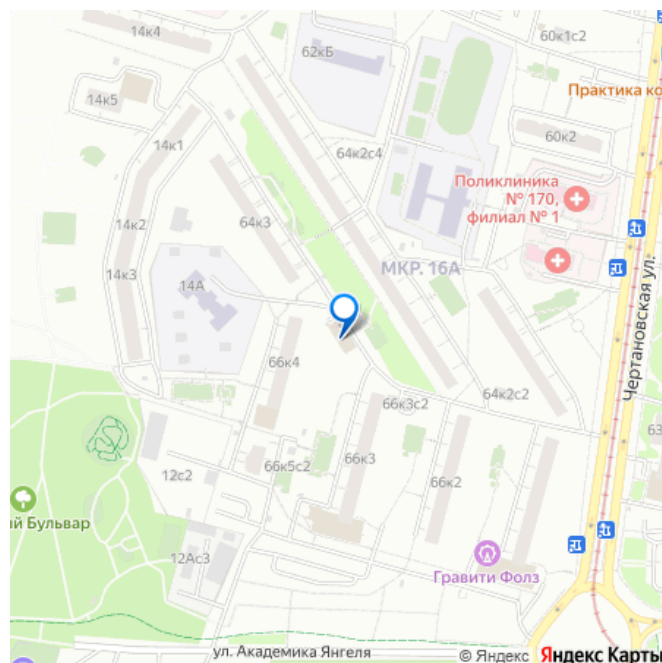 14к4
62кБ
60к1с2
Практика ко
14к5
60к2
14к1
64к2с4
Поликлиника
№ 170,
филиал № 1
14к2
64к3
МКР. 16А
14к3
14А
Чертановская ул.
66к4
64к2с2
66к3с2
63
66к5с2
66к3
12с2
66к2
ий Бульвар
12Ас3
Гравити Фолз
ул. Академика Янгеля
© Яндекс Яндекс Карты